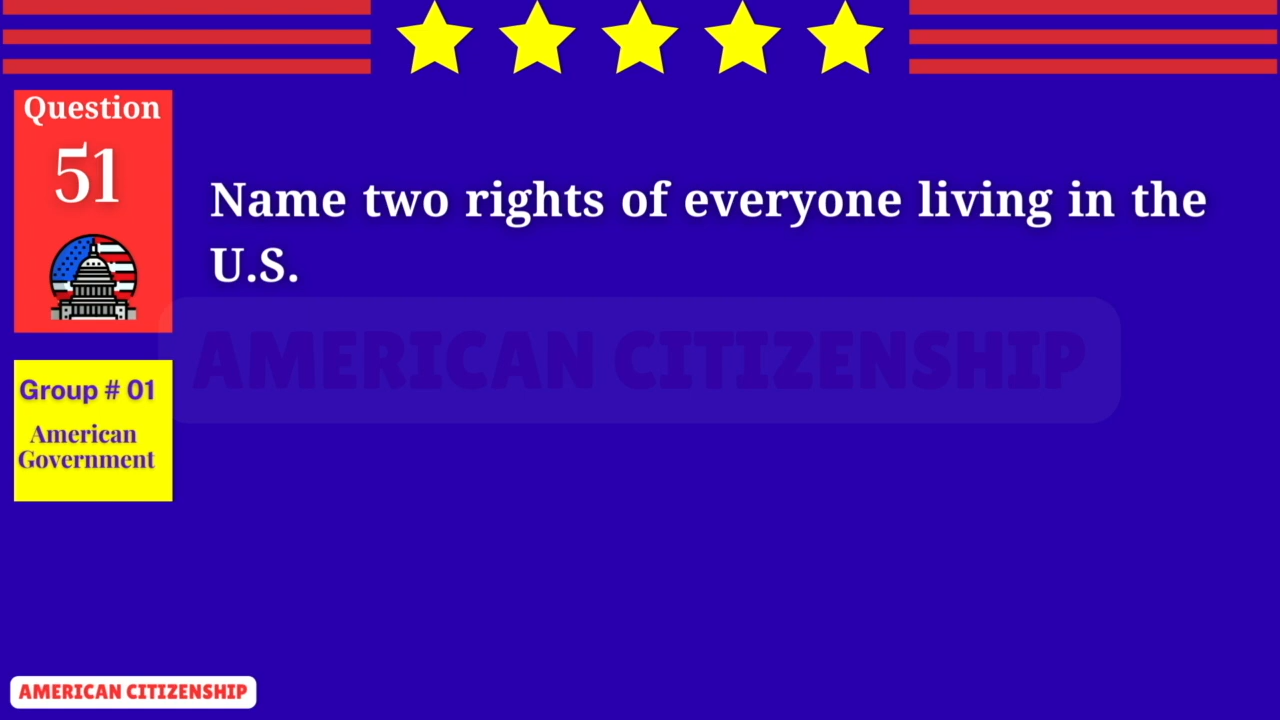 Question
51
Name two rights of everyone living in the
U.S.
AMERICAN CITIZENSHIP
Group # 01
American
Government
AMERICAN CITIZENSHIP